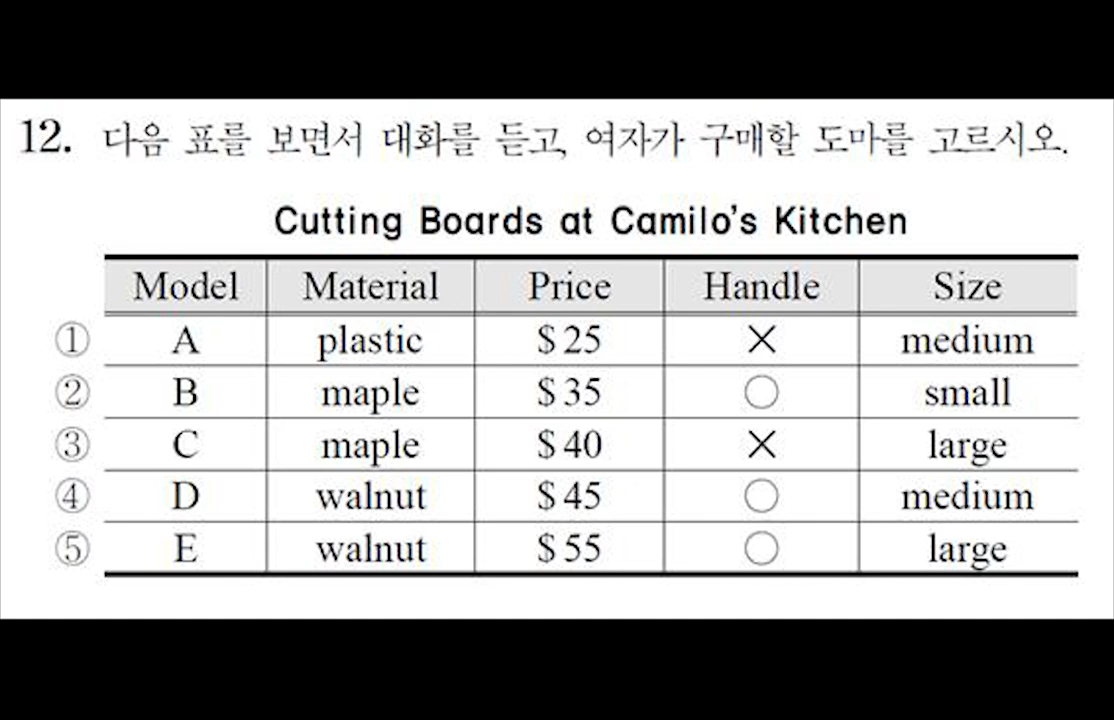 12. 다음 표를 보면서 대화를 듣고, 여자가 구매할 도마를 고르시오.
Cutting Boards at Camilo's Kitchen
Model Material Price Handle Size
① A plastic $25 × medium
② B maple $35 ○ small
③ C maple $40 × large
④ D walnut $45 ○ medium
⑤ E walnut $55 ○ large